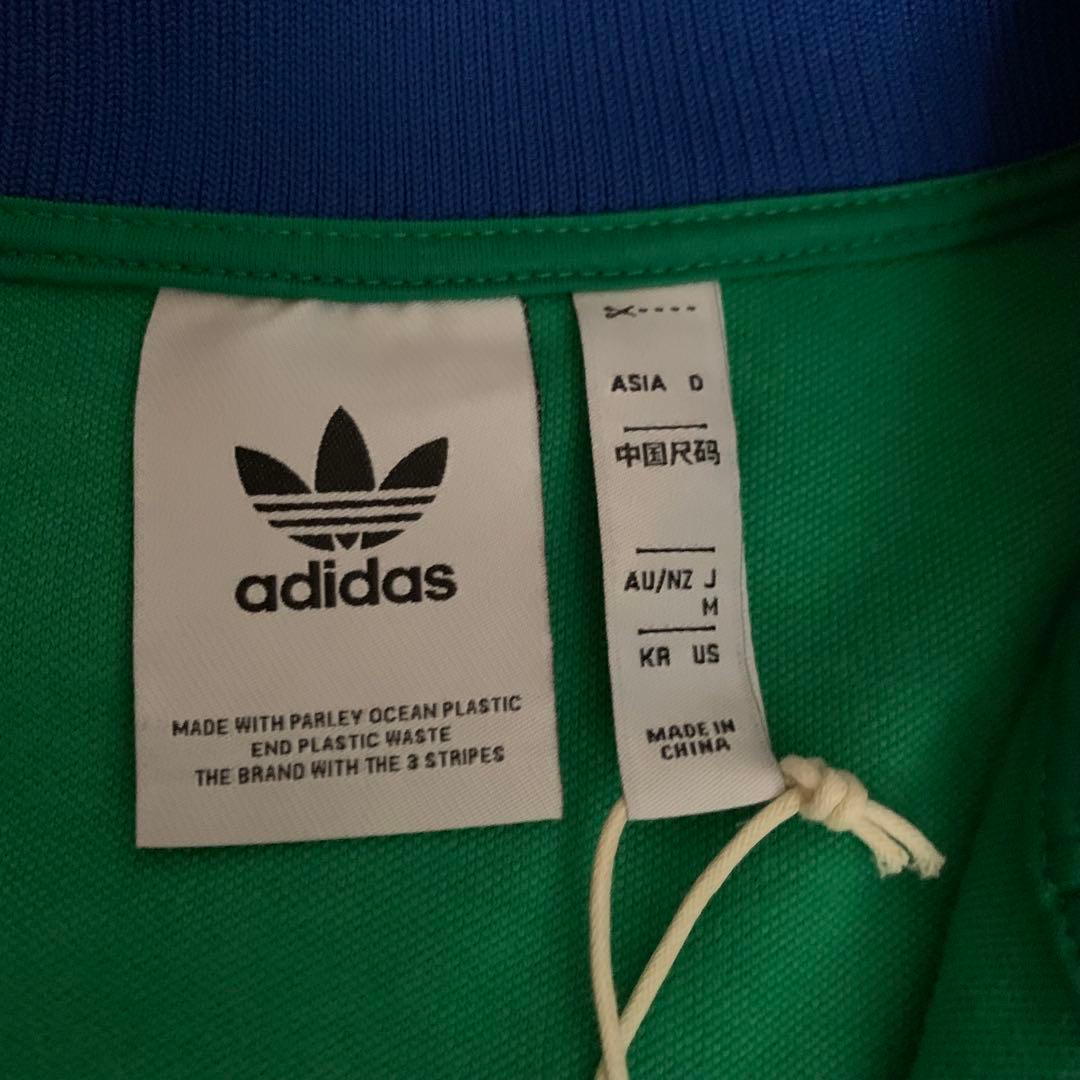 adidas
MADE WITH PARLEY OCEAN PLASTIC
END PLASTIC WASTE
THE BRAND WITH THE 3 STRIPES
ASIA D
中国尺码
AU/NZ J
M
KR US
MADE IN
CHINA